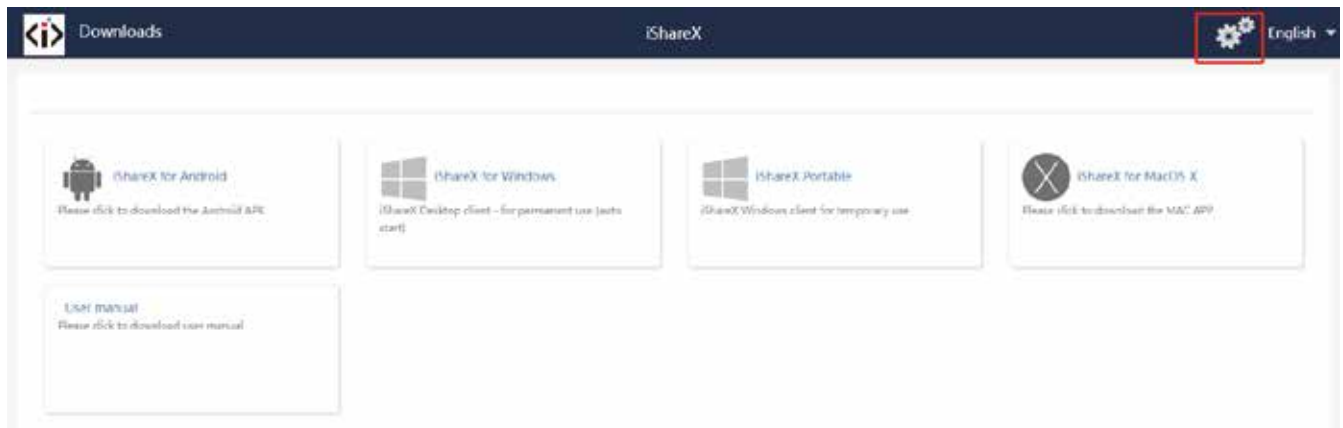 <i> Downloads
iShareX
English
iShareX for Android
Please click to download the Android APK
iShareX for Windows
iShareX Desktop client - for permanent use (auto
start)
iShareX Portable
iShareX Windows client for temporary use
iShareX for MacOS X
Please click to download the MAC APP
User manual
Please click to download user manual